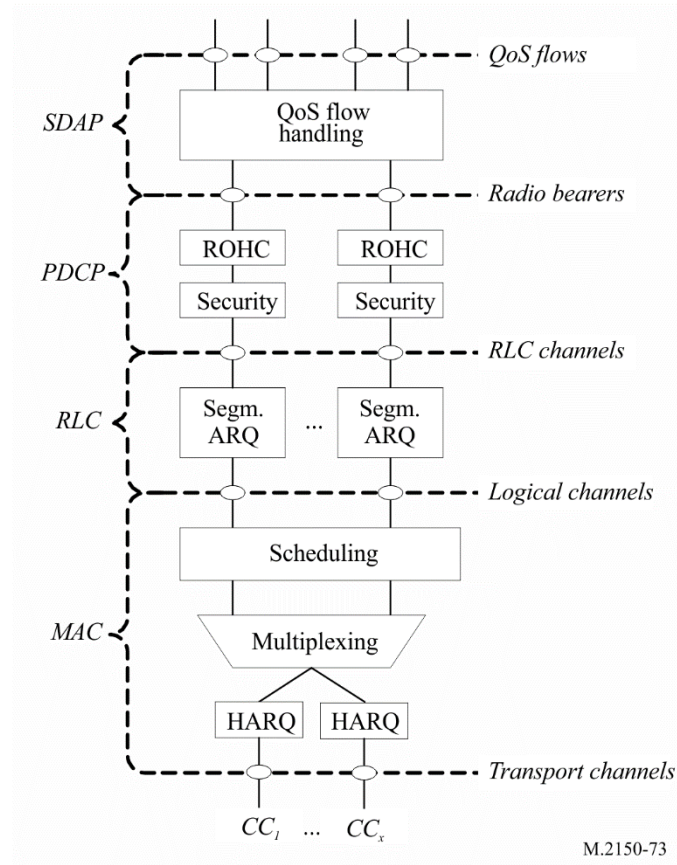 QoS flows
SDAP
QoS flow
handling
Radio bearers
ROHC ROHC
PDCP
Security Security
RLC channels
Segm. Segm.
RLC ...
ARQ ARQ
Logical channels
Scheduling
MAC Multiplexing
HARQ HARQ
Transport channels
CC1 ... CCx
M.2150-73